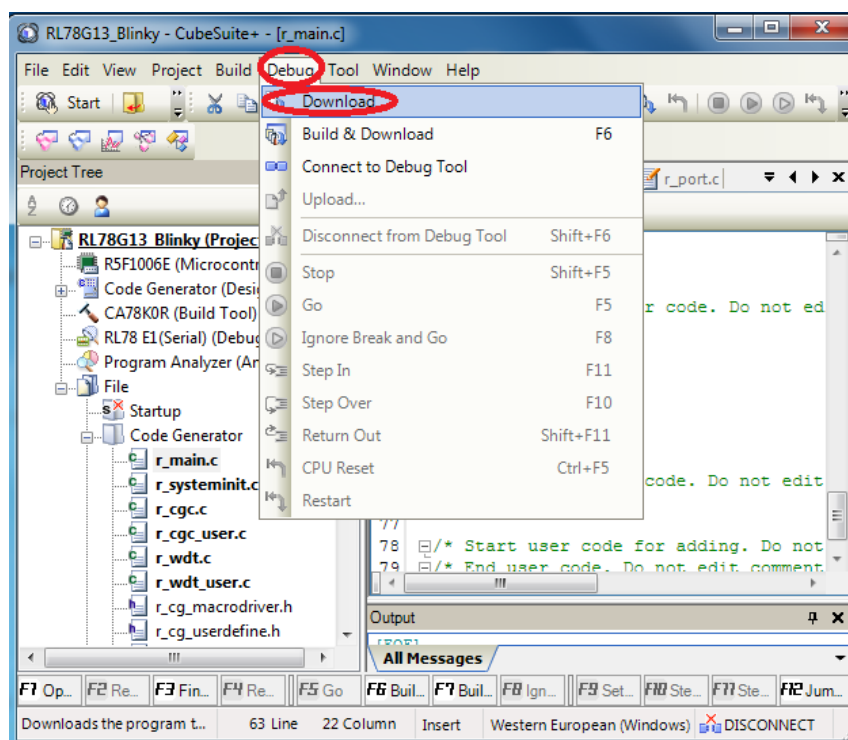 RL78G13_Blinky - CubeSuite+ - [r_main.c]
File Edit View Project Build Debug Tool Window Help
Start
Download
Build & Download F6
Connect to Debug Tool
Upload...
Disconnect from Debug Tool Shift+F6
Stop Shift+F5
Go F5
Ignore Break and Go F8
Step In F11
Step Over F10
Return Out Shift+F11
CPU Reset Ctrl+F5
Restart
Project Tree
RL78G13_Blinky (Projec
R5F1006E (Microcontr
Code Generator (Desi
CA78K0R (Build Tool)
RL78 E1(Serial) (Debug
Program Analyzer (An
File
Startup
Code Generator
r_main.c
r_systeminit.c
r_cgc.c
r_cgc_user.c
r_wdt.c
r_wdt_user.c
r_cg_macrodriver.h
r_cg_userdefine.h
r_port.c
r code. Do not ed
code. Do not edit
77
78 /* Start user code for adding. Do not
79 /* End user code. Do not edit comment
Output
[EOF]
All Messages
F1 Op... F2 Re... F3 Fin... F4 Re... F5 Go F6 Buil... F7 Buil... F8 Ign... F9 Set... F10 Ste... F11 Ste... F12 Jum...
Downloads the program t... 63 Line 22 Column Insert Western European (Windows) DISCONNECT